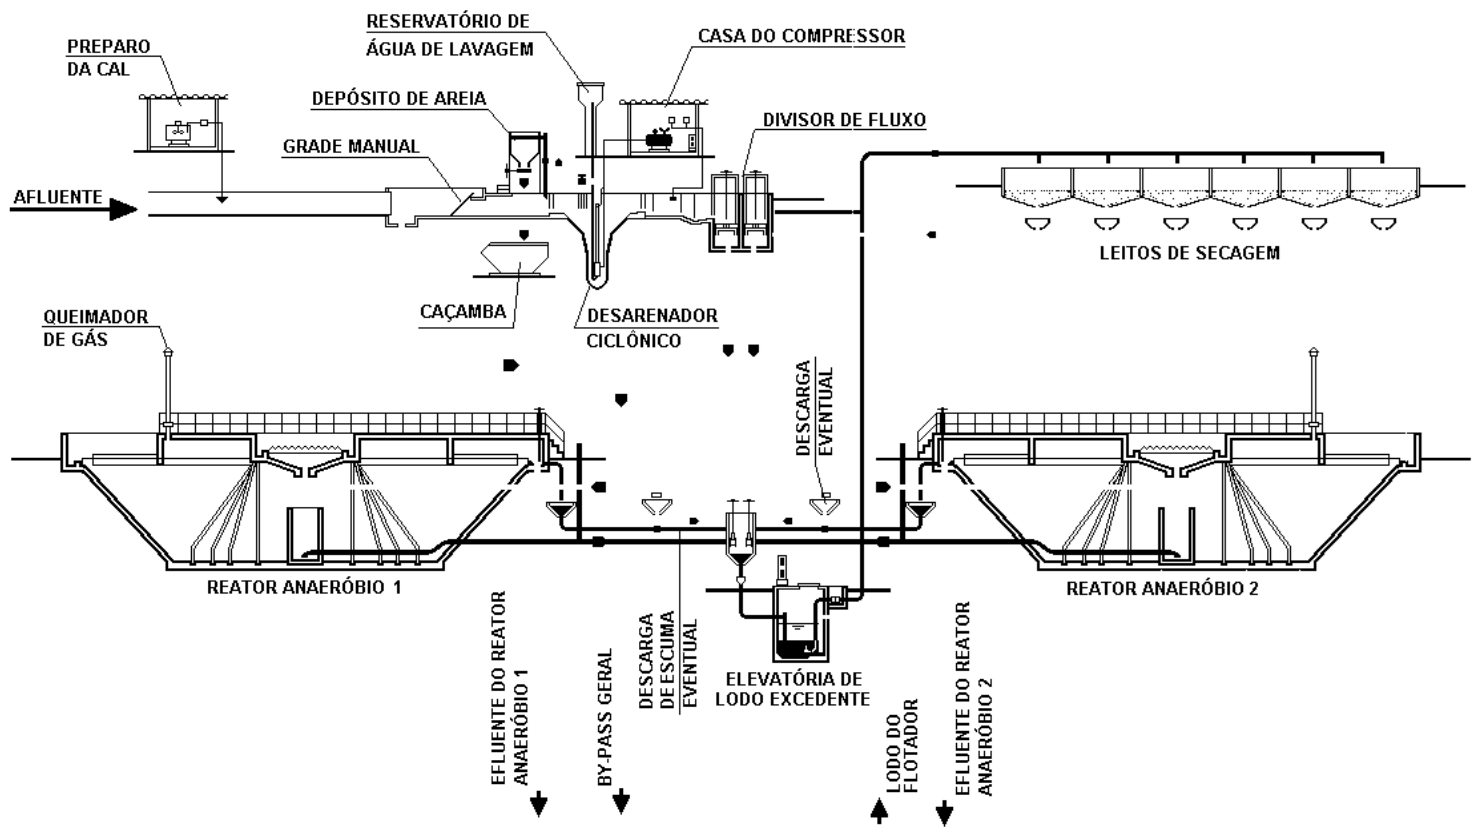 RESERVATÓRIO DE
ÁGUA DE LAVAGEM
CASA DO COMPRESSOR
PREPARO
DA CAL
DEPÓSITO DE AREIA
DIVISOR DE FLUXO
GRADE MANUAL
AFLUENTE
LEITOS DE SECAGEM
CAÇAMBA
DESARENADOR
CICLÔNICO
QUEIMADOR
DE GÁS
DESCARGA
EVENTUAL
REATOR ANAERÓBIO 1
REATOR ANAERÓBIO 2
EFLUENTE DO REATOR
ANAERÓBIO 1
BY-PASS GERAL
DESCARGA
DE ESCUMA
EVENTUAL
ELEVATÓRIA DE
LODO EXCEDENTE
LODO DO
FLOTADOR
EFLUENTE DO REATOR
ANAERÓBIO 2